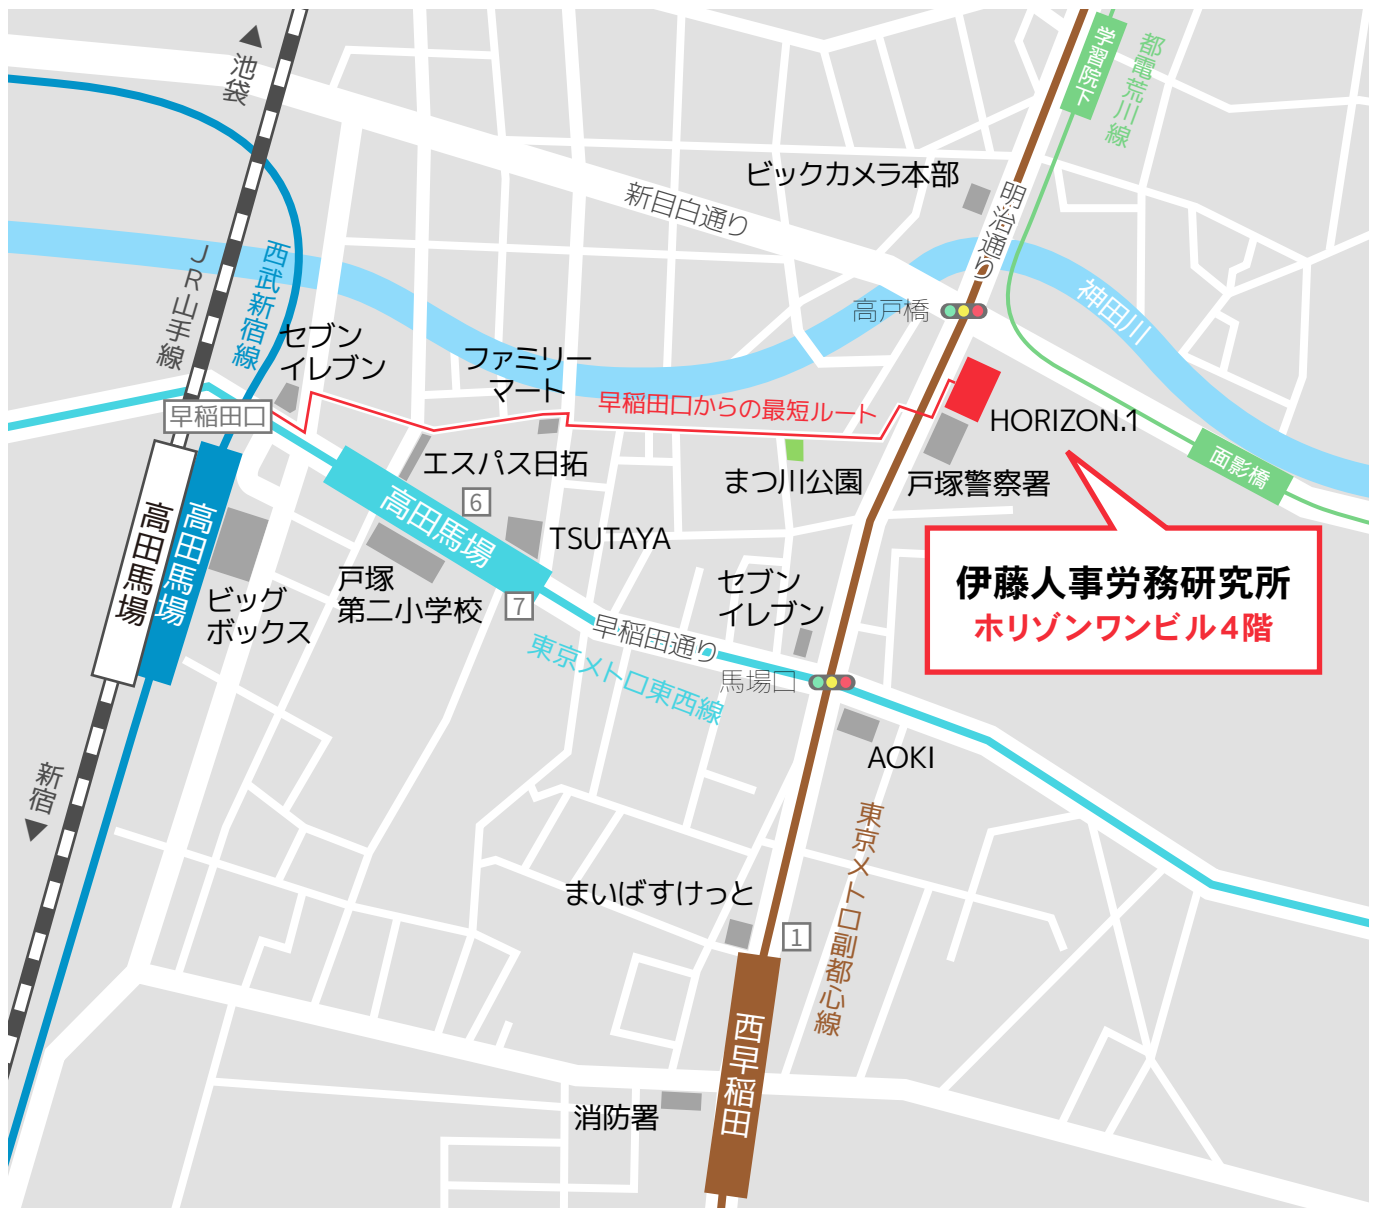 池袋
学習院下
都電荒川線
ビックカメラ本部
新目白通り
明治通り
JR山手線
西武新宿線
高戸橋
神田川
セブン
イレブン
ファミリー
マート
早稲田口
早稲田口からの最短ルート
HORIZON.1
エスパス日拓
まつ川公園
戸塚警察署
面影橋
6
高田馬場
高田馬場
高田馬場
TSUTAYA
戸塚
第二小学校
7
ビッグ
ボックス
セブン
イレブン
伊藤人事労務研究所
ホリゾンワンビル4階
早稲田通り
東京メトロ東西線
馬場口
AOKI
新宿
東京メトロ副都心線
まいばすけっと
1
西早稲田
消防署